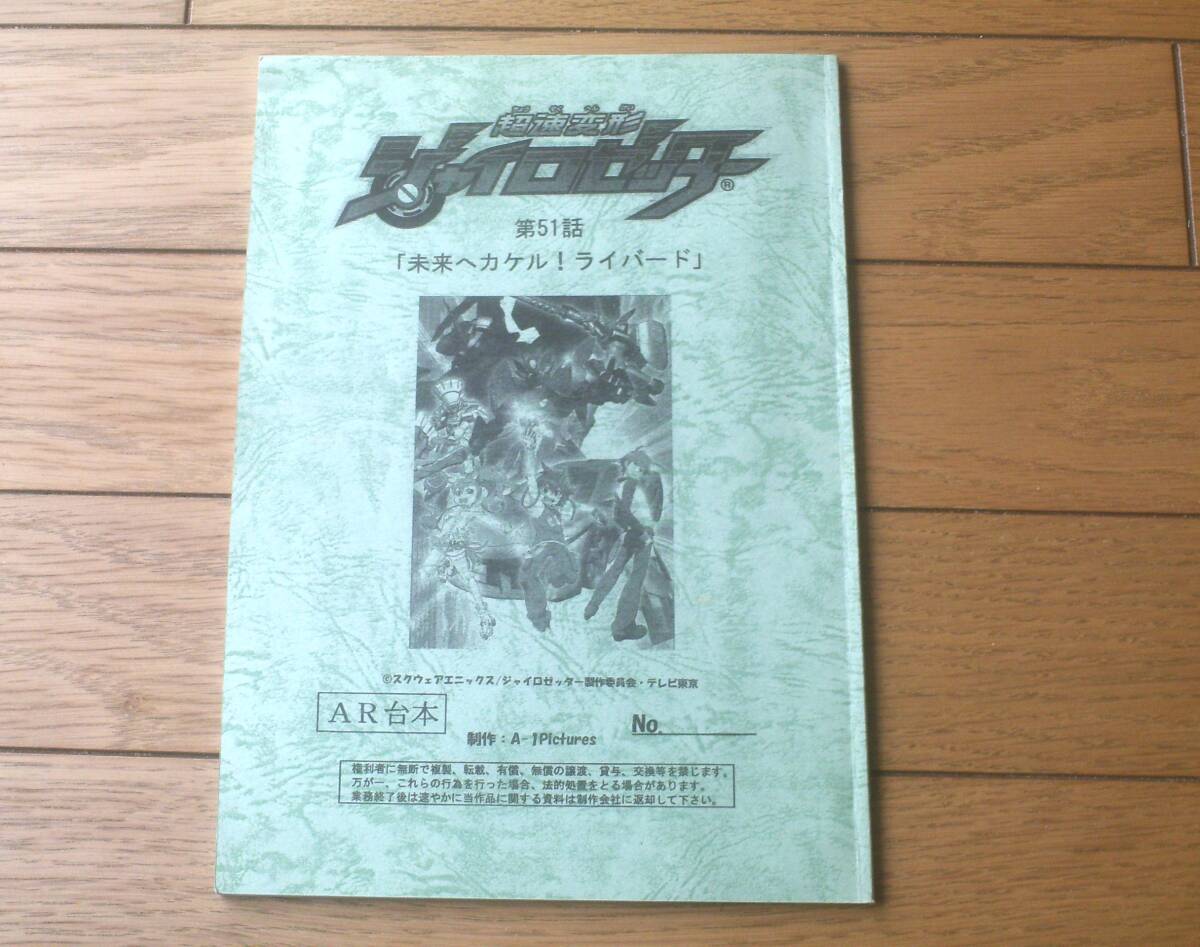 超速変形
ジャイロゼッター®
第51話
「未来へカケル！ライバード」
©スクウェアエニックス/ジャイロゼッター製作委員会・テレビ東京
AR台本
No.
制作：A-1Pictures
権利者に無断で複製、転載、有償、無償の譲渡、貸与、交換等を禁じます。
万が一、これらの行為を行った場合、法的処置をとる場合があります。
業務終了後は速やかに当作品に関する資料は制作会社に返却して下さい。